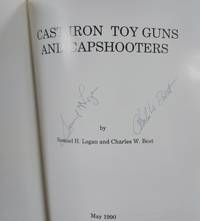 CAST IRON TOY GUNS
AND CAPSHOOTERS
by
Samuel H. Logan and Charles W. Best
May 1990